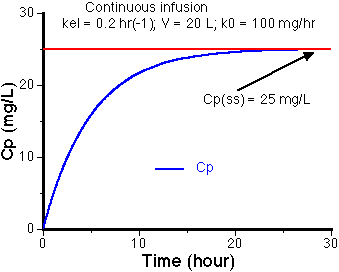 Continuous infusion
kel = 0.2 hr(-1); V = 20 L; k0 = 100 mg/hr
30
20
10
0
Cp (mg/L)
Cp(ss) = 25 mg/L
Cp
0
10
20
30
Time (hour)